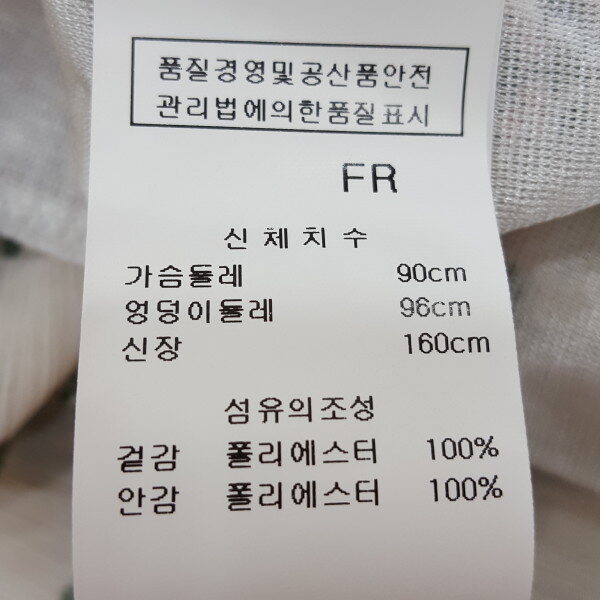 품질경영및공산품안전
관리법에의한품질표시
FR
신체치수
가슴둘레 90cm
엉덩이둘레 96cm
신장 160cm
섬유의조성
겉감 폴리에스터 100%
안감 폴리에스터 100%